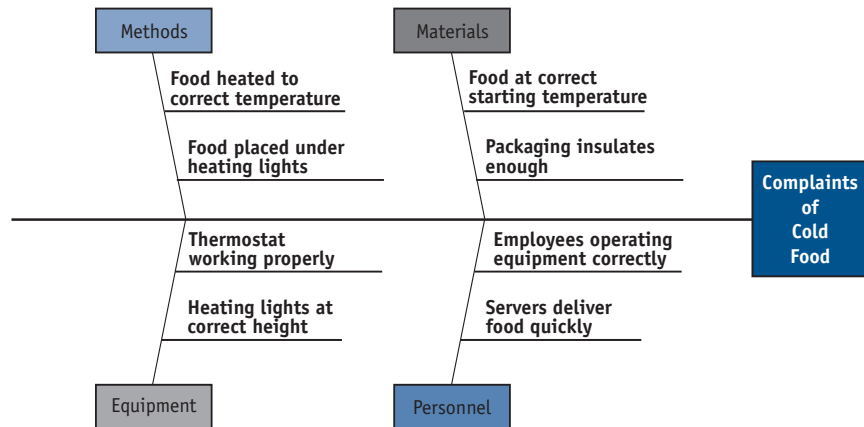 Methods
Materials
Food heated to
correct temperature
Food at correct
starting temperature
Food placed under
heating lights
Packaging insulates
enough
Complaints
of
Cold
Food
Thermostat
working properly
Employees operating
equipment correctly
Heating lights at
correct height
Servers deliver
food quickly
Equipment
Personnel